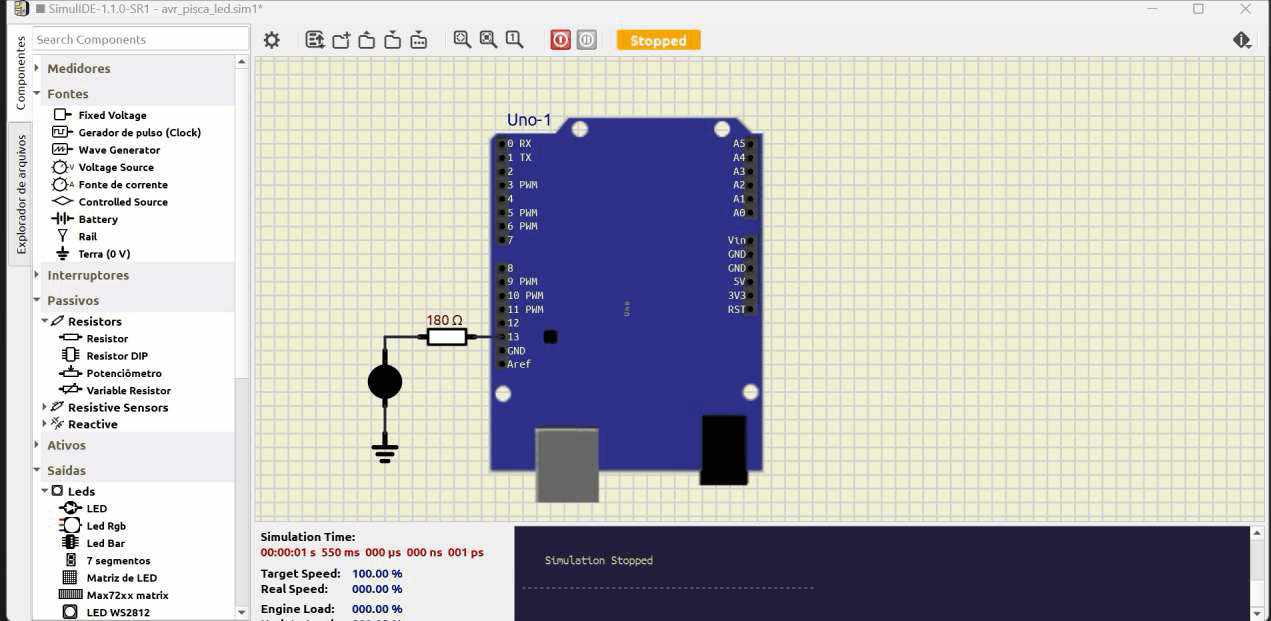 SimulIDE-1.1.0-SR1 - avr_pisca_led.sim1*
Componentes
Explorador de arquivos
Search Components
Medidores
Fontes
Fixed Voltage
Gerador de pulso (Clock)
Wave Generator
Voltage Source
Fonte de corrente
Controlled Source
Battery
Rail
Terra (0 V)
Interruptores
Passivos
Resistors
Resistor
Resistor DIP
Potenciômetro
Variable Resistor
Resistive Sensors
Reactive
Ativos
Saídas
Leds
LED
Led Rgb
Led Bar
7 segmentos
Matriz de LED
Max72xx matrix
LED WS2812
Stopped
Uno-1
0 RX
1 TX
2
3 PWM
4
5 PWM
6 PWM
7
8
9 PWM
10 PWM
11 PWM
12
13
GND
Aref
A5
A4
A3
A2
A1
A0
Vin
GND
GND
5V
3V3
RST
Uno
180 Ω
Simulation Time:
00:00:01 s 550 ms 000 µs 000 ns 001 ps
Target Speed: 100.00 %
Real Speed: 000.00 %
Engine Load: 000.00 %
Simulation Stopped